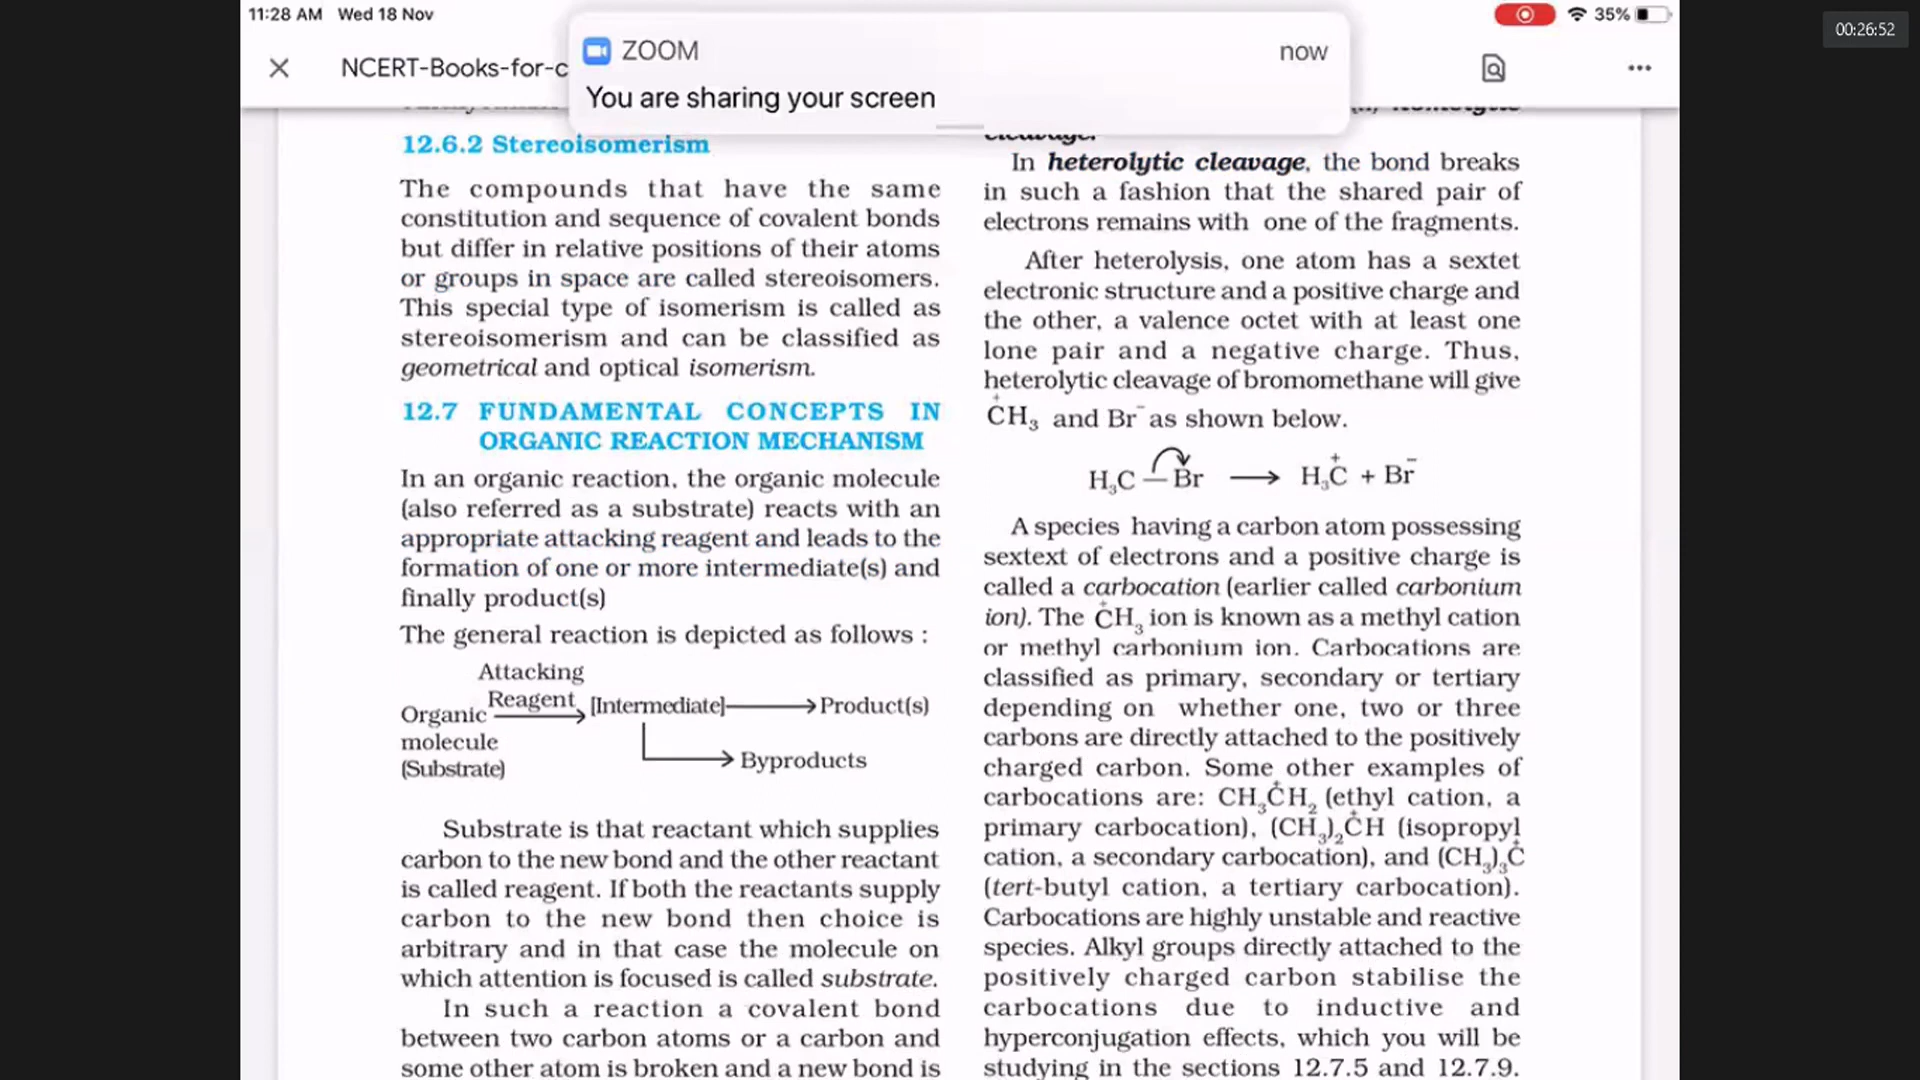 11:28 AM Wed 18 Nov
35%
00:26:52
NCERT-Books-for-c
ZOOM
now
You are sharing your screen
12.6.2 Stereoisomerism
The compounds that have the same
constitution and sequence of covalent bonds
but differ in relative positions of their atoms
or groups in space are called stereoisomers.
This special type of isomerism is called as
stereoisomerism and can be classified as
geometrical and optical isomerism.
12.7 FUNDAMENTAL CONCEPTS IN
ORGANIC REACTION MECHANISM
In an organic reaction, the organic molecule
(also referred as a substrate) reacts with an
appropriate attacking reagent and leads to the
formation of one or more intermediate(s) and
finally product(s)
The general reaction is depicted as follows :
Attacking
Reagent
Organic ⟶ [Intermediate] ⟶ Product(s)
molecule
(Substrate)
Byproducts
Substrate is that reactant which supplies
carbon to the new bond and the other reactant
is called reagent. If both the reactants supply
carbon to the new bond then choice is
arbitrary and in that case the molecule on
which attention is focused is called substrate.
In such a reaction a covalent bond
between two carbon atoms or a carbon and
some other atom is broken and a new bond is
cleavage.
In heterolytic cleavage, the bond breaks
in such a fashion that the shared pair of
electrons remains with one of the fragments.
After heterolysis, one atom has a sextet
electronic structure and a positive charge and
the other, a valence octet with at least one
lone pair and a negative charge. Thus,
heterolytic cleavage of bromomethane will give
C⁺H₃ and Br⁻ as shown below.
H₃C – Br ⟶ H₃C⁺ + Br⁻
A species having a carbon atom possessing
sextext of electrons and a positive charge is
called a carbocation (earlier called carbonium
ion). The C⁺H₃ ion is known as a methyl cation
or methyl carbonium ion. Carbocations are
classified as primary, secondary or tertiary
depending on whether one, two or three
carbons are directly attached to the positively
charged carbon. Some other examples of
carbocations are: CH₃C⁺H₂ (ethyl cation, a
primary carbocation), (CH₃)₂C⁺H (isopropyl
cation, a secondary carbocation), and (CH₃)₃C⁺
(tert-butyl cation, a tertiary carbocation).
Carbocations are highly unstable and reactive
species. Alkyl groups directly attached to the
positively charged carbon stabilise the
carbocations due to inductive and
hyperconjugation effects, which you will be
studying in the sections 12.7.5 and 12.7.9.